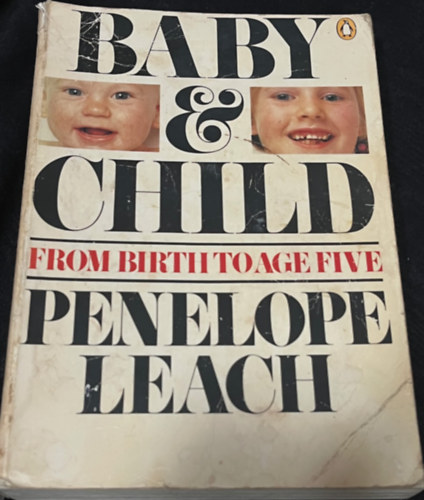 BABY
&
CHILD
FROM BIRTH TO AGE FIVE
PENELOPE
LEACH